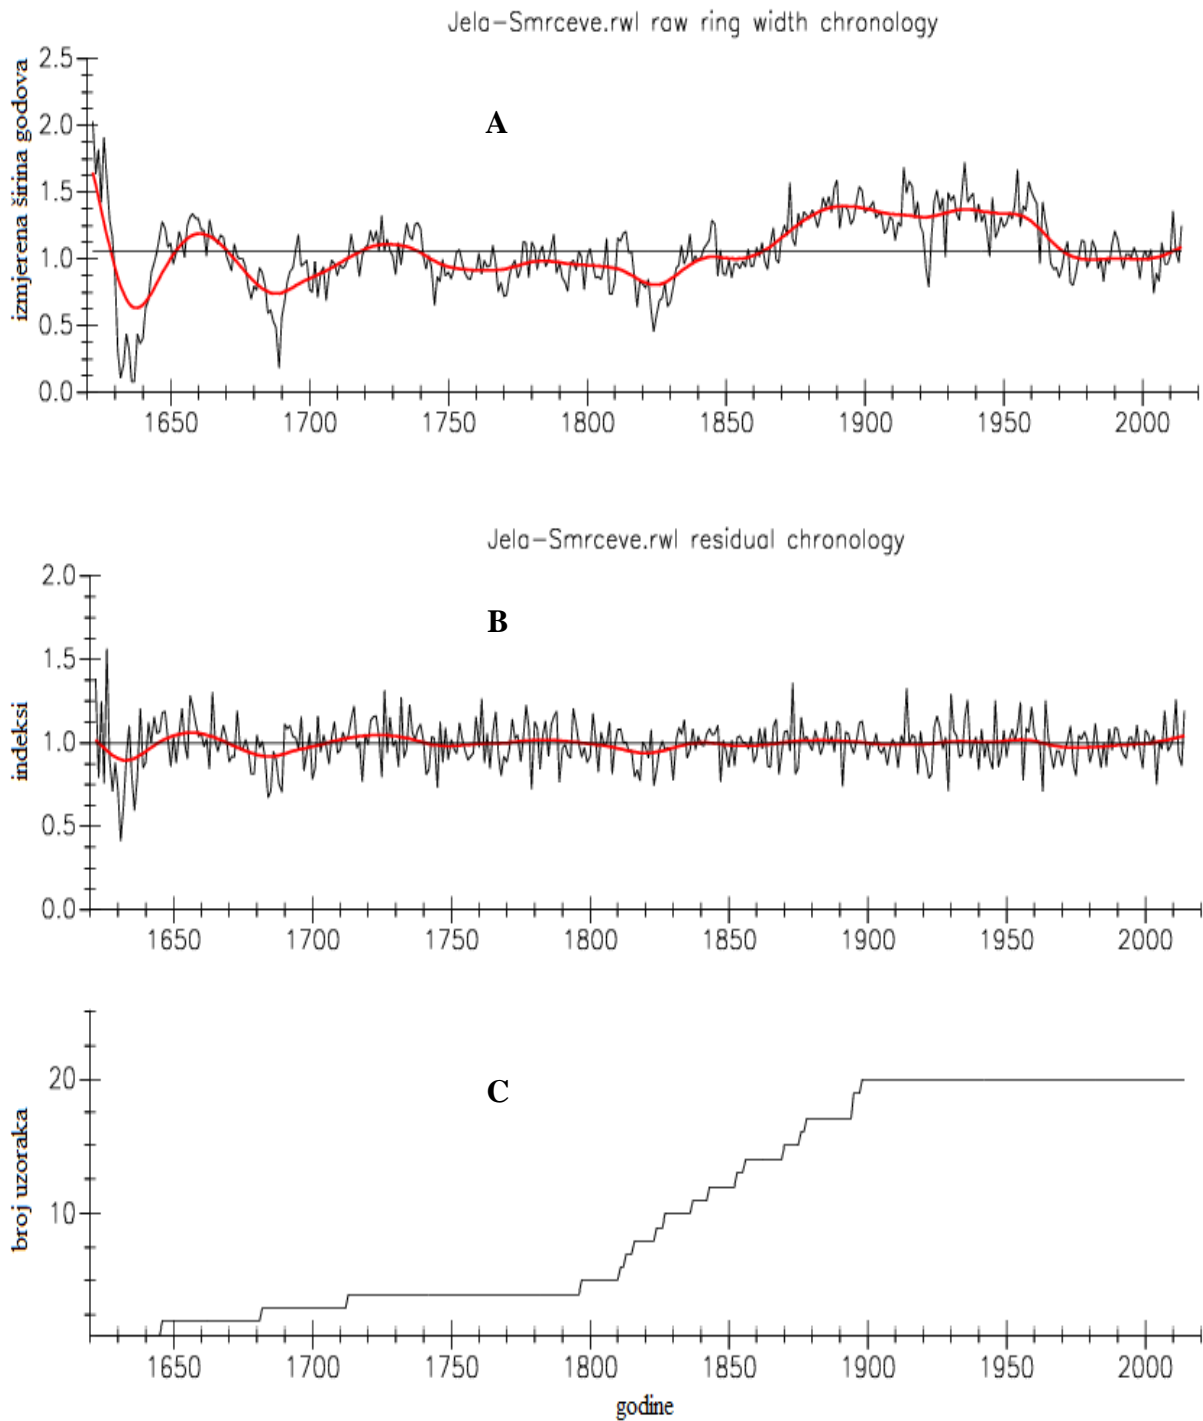 Jela-Smrceve.rwl raw ring width chronology
izmjerena širina godova
A
2.5
2.0
1.5
1.0
0.5
0.0
1650 1700 1750 1800 1850 1900 1950 2000
Jela-Smrceve.rwl residual chronology
indeksi
B
2.0
1.5
1.0
0.5
0.0
1650 1700 1750 1800 1850 1900 1950 2000
broj uzoraka
C
20
10
1650 1700 1750 1800 1850 1900 1950 2000
godine